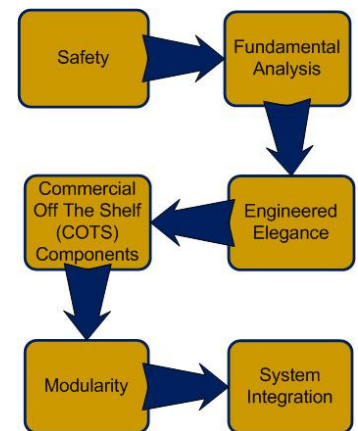 Safety
Fundamental
Analysis
Engineered
Elegance
Commercial
Off The Shelf
(COTS)
Components
Modularity
System
Integration